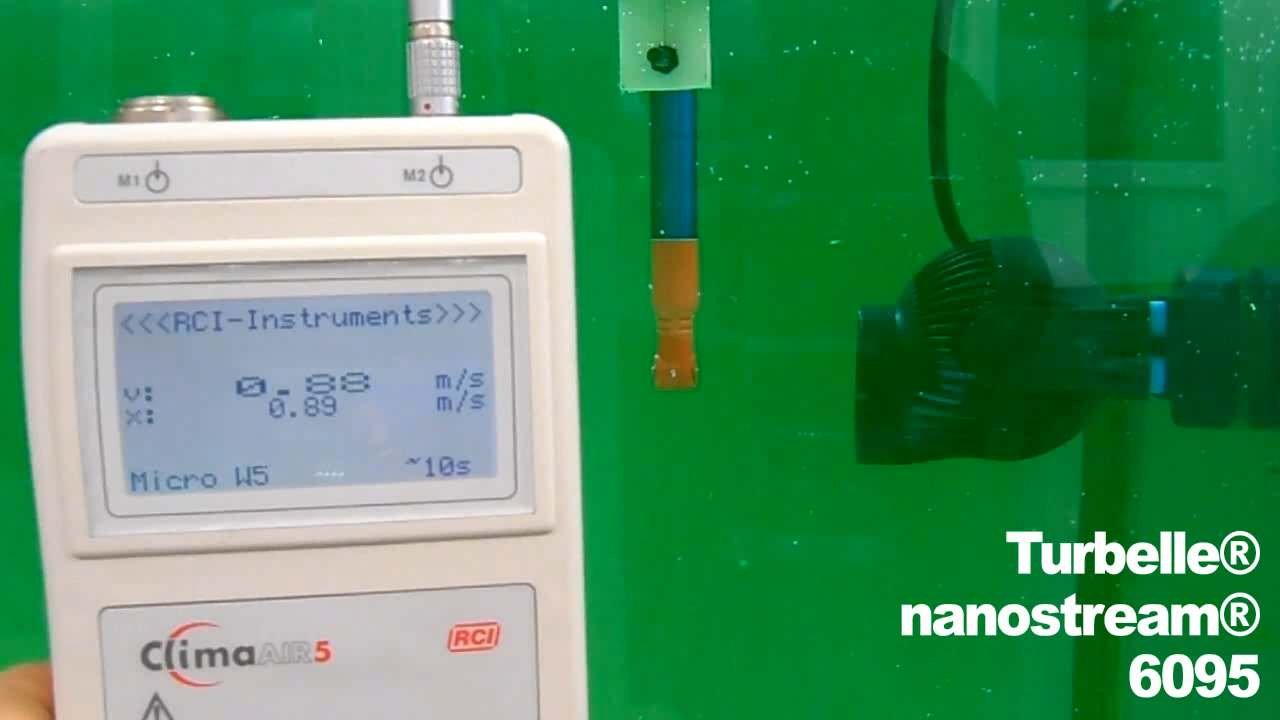 M1 M2
<<<RCI-Instruments>>>
v: 0.88 m/s
x: 0.89 m/s
Micro W5 ~10s
ClimaAIR5 RCI
Turbelle®
nanostream®
6095